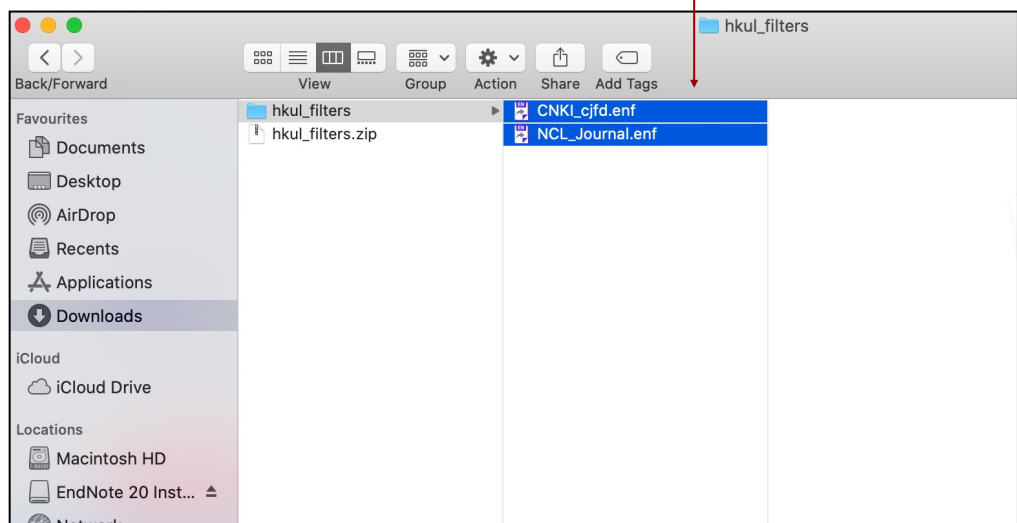 hkul_filters
Back/Forward
View
Group
Action
Share
Add Tags
Favourites
Documents
Desktop
AirDrop
Recents
Applications
Downloads
iCloud
iCloud Drive
Locations
Macintosh HD
EndNote 20 Inst...
Network
hkul_filters
hkul_filters.zip
CNKI_cjfd.enf
NCL_Journal.enf